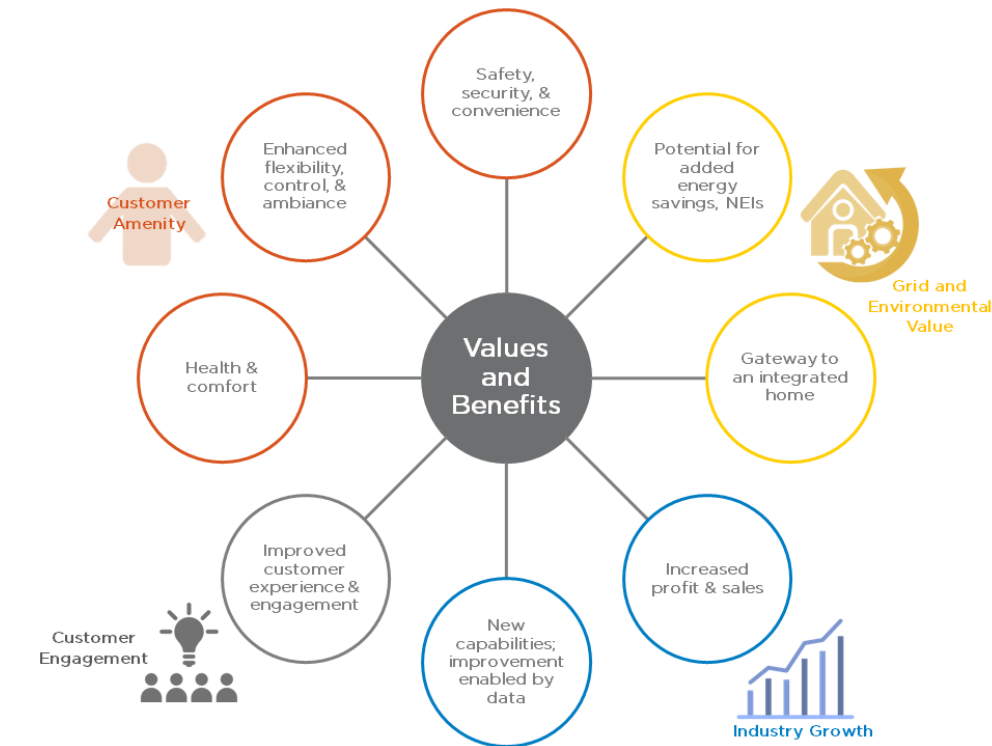 Safety,
security, &
convenience
Enhanced
flexibility,
control, &
ambiance
Potential for
added
energy
savings, NEIs
Customer
Amenity
Grid and
Environmental
Value
Values
and
Benefits
Health &
comfort
Gateway to
an integrated
home
Improved
customer
experience &
engagement
Increased
profit & sales
New
capabilities;
improvement
enabled by
data
Customer
Engagement
Industry Growth